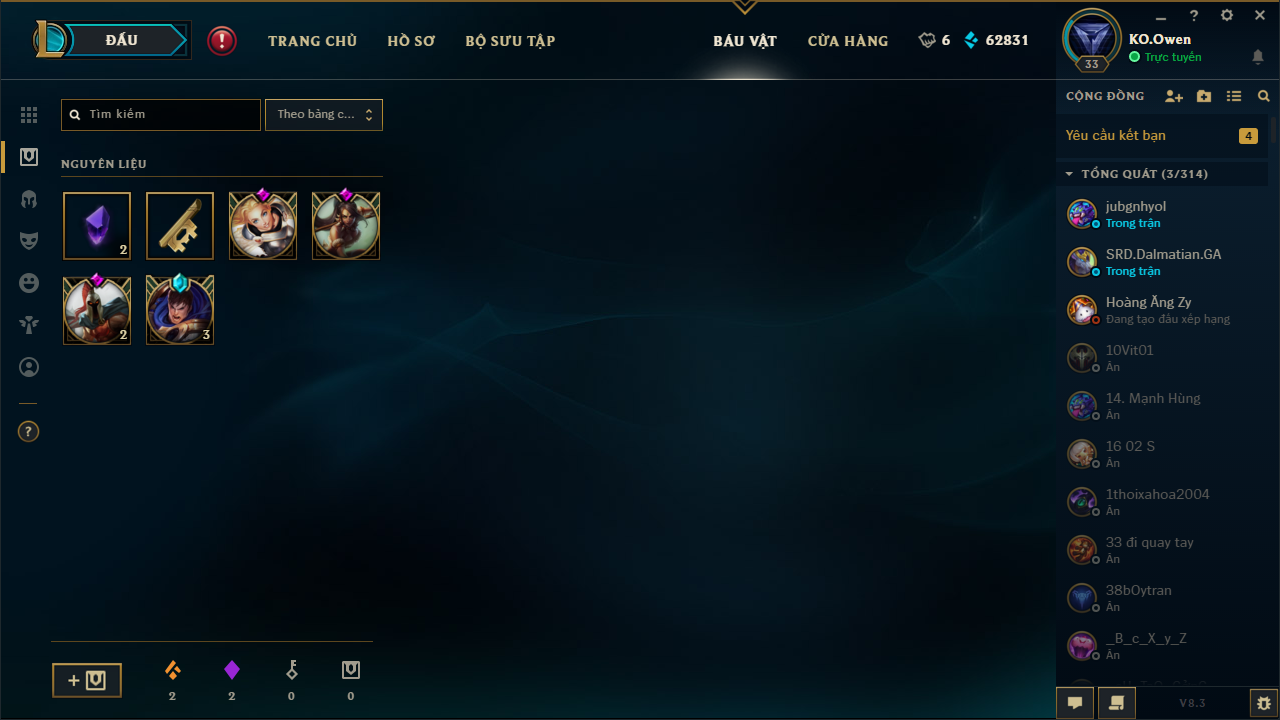 ĐẤU
TRANG CHỦ
HỒ SƠ
BỘ SƯU TẬP
BÁU VẬT
CỬA HÀNG
6
62831
33
KO.Owen
Trực tuyến
Tìm kiếm
Theo bảng c...
NGUYÊN LIỆU
2
2
3
2
2
0
0
CỘNG ĐỒNG
Yêu cầu kết bạn
4
TỔNG QUÁT (3/314)
jubgnhyol
Trong trận
SRD.Dalmatian.GA
Trong trận
Hoàng Ăng Zy
Đang tạo đấu xếp hạng
10Vit01
Ẩn
14. Mạnh Hùng
Ẩn
16 02 S
Ẩn
1thoixahoa2004
Ẩn
33 đi quay tay
Ẩn
38b0ytran
Ẩn
_B_c_X_y_Z
Ẩn
V8.3